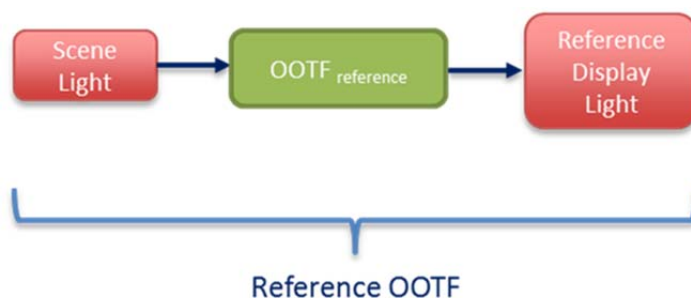 Scene
Light
OOTF reference
Reference
Display
Light
Reference OOTF